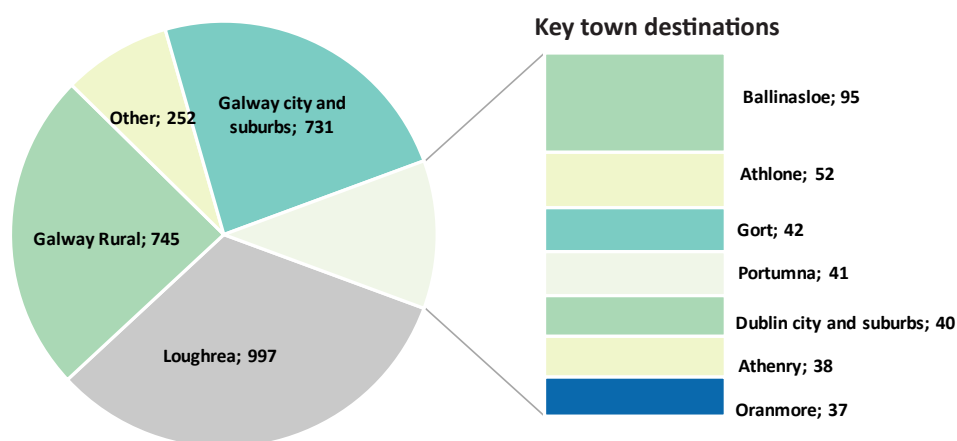 Key town destinations
Galway city and
suburbs; 731
Other; 252
Galway Rural; 745
Loughrea; 997
Ballinasloe; 95
Athlone; 52
Gort; 42
Portumna; 41
Dublin city and suburbs; 40
Athenry; 38
Oranmore; 37